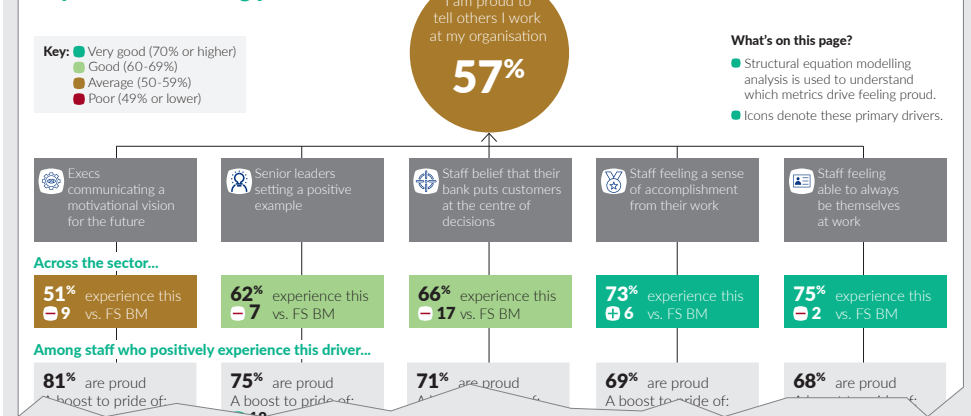 I am proud to
tell others I work
at my organisation
57%
Key: Very good (70% or higher)
Good (60-69%)
Average (50-59%)
Poor (49% or lower)
What's on this page?
Structural equation modelling
analysis is used to understand
which metrics drive feeling proud.
Icons denote these primary drivers.
Execs
communicating a
motivational vision
for the future
Senior leaders
setting a positive
example
Staff belief that their
bank puts customers
at the centre of
decisions
Staff feeling a sense
of accomplishment
from their work
Staff feeling
able to always
be themselves
at work
Across the sector...
51% experience this
− 9 vs. FS BM
62% experience this
− 7 vs. FS BM
66% experience this
− 17 vs. FS BM
73% experience this
+ 6 vs. FS BM
75% experience this
− 2 vs. FS BM
Among staff who positively experience this driver...
81% are proud
A boost to pride of:
75% are proud
A boost to pride of:
71% are proud
69% are proud
A boost to pride of:
68% are proud